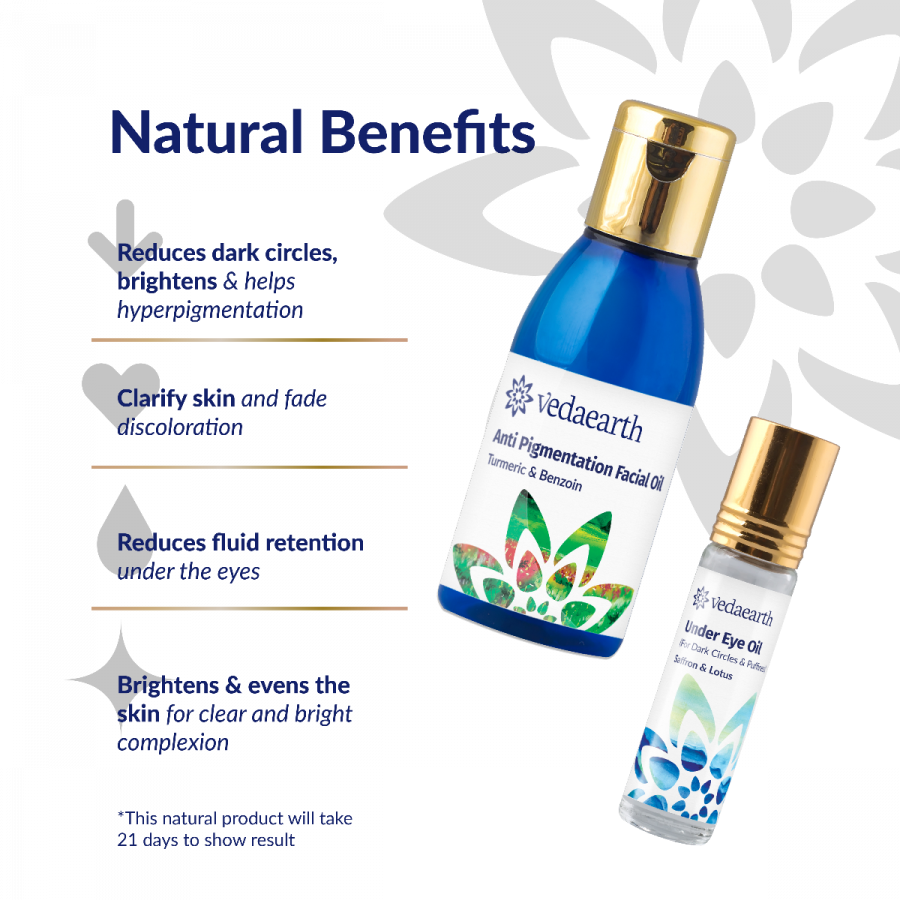 Natural Benefits
Reduces dark circles,
brightens & helps
hyperpigmentation
Clarify skin and fade
discoloration
Reduces fluid retention
under the eyes
Brightens & evens the
skin for clear and bright
complexion
*This natural product will take
21 days to show result
vedaearth
Anti Pigmentation Facial Oil
Turmeric & Benzoin
vedaearth
Under Eye Oil
(For Dark Circles & Puffiness
Saffron & Lotus